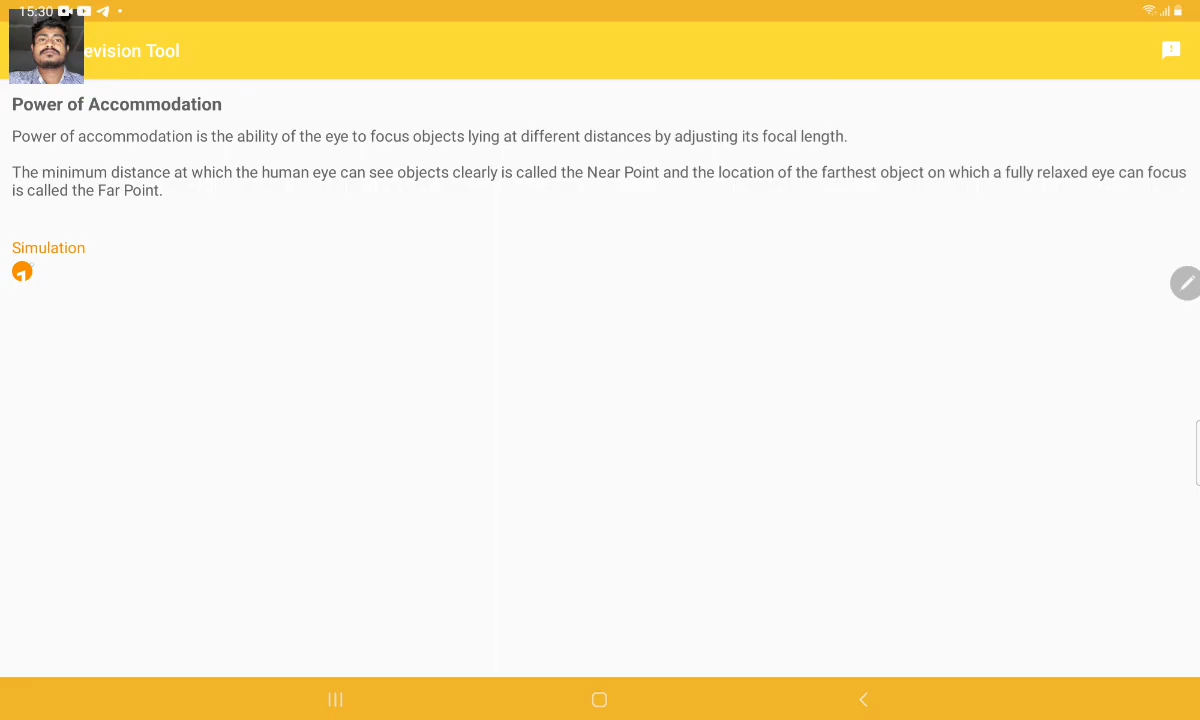 15:30
evision Tool
Power of Accommodation
Power of accommodation is the ability of the eye to focus objects lying at different distances by adjusting its focal length.
The minimum distance at which the human eye can see objects clearly is called the Near Point and the location of the farthest object on which a fully relaxed eye can focus
is called the Far Point.
Simulation